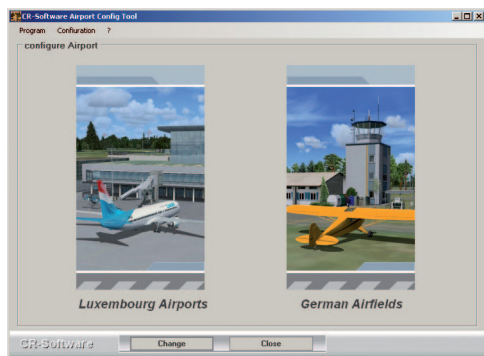 CR-Software Airport Config Tool
Program Confiuration ?
configure Airport
Luxembourg Airports
German Airfields
CR-Software
Change
Close